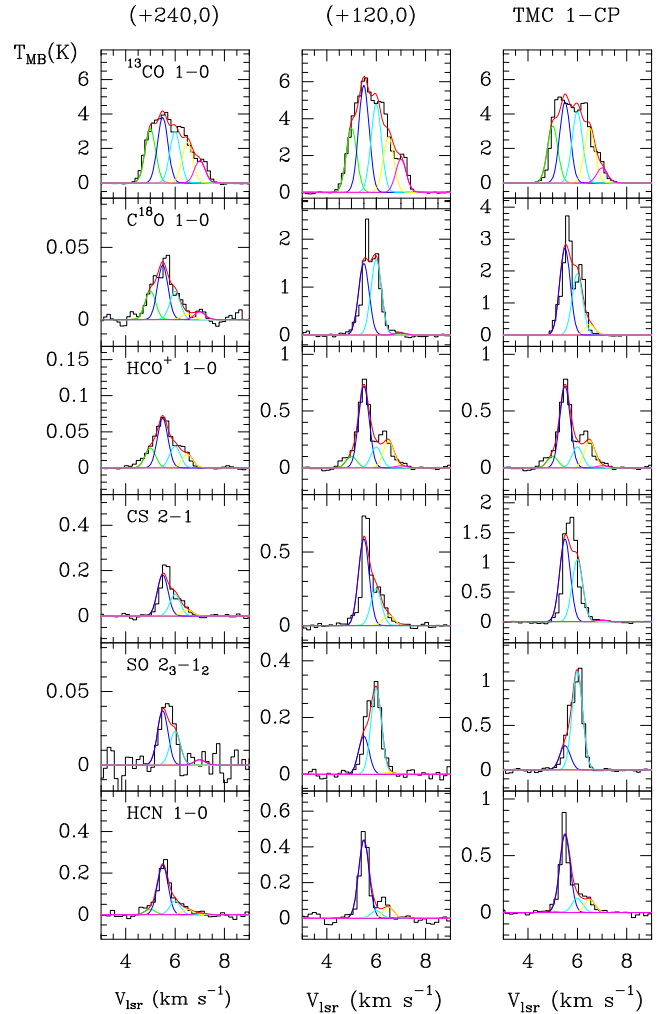 (+240,0) (+120,0) TMC 1-CP
T_MB(K)
¹³CO 1-0
6 6 6
4 4 4
2 2 2
0 0 0
C¹⁸O 1-0
4
0.05 2 3
2
1
1
0 0 0
HCO⁺ 1-0
0.15 1 1
0.1
0.5 0.5
0.05
0 0 0
CS 2-1
2
0.4 1.5
0.5 1
0.2
0.5
0 0 0
SO 2₃-1₂
0.4
0.05 1
0.2 0.5
0 0 0
HCN 1-0
1
0.6
0.4
0.4 0.5
0.2
0.2
0 0 0
4 6 8 4 6 8 4 6 8
V_lsr (km s⁻¹) V_lsr (km s⁻¹) V_lsr (km s⁻¹)